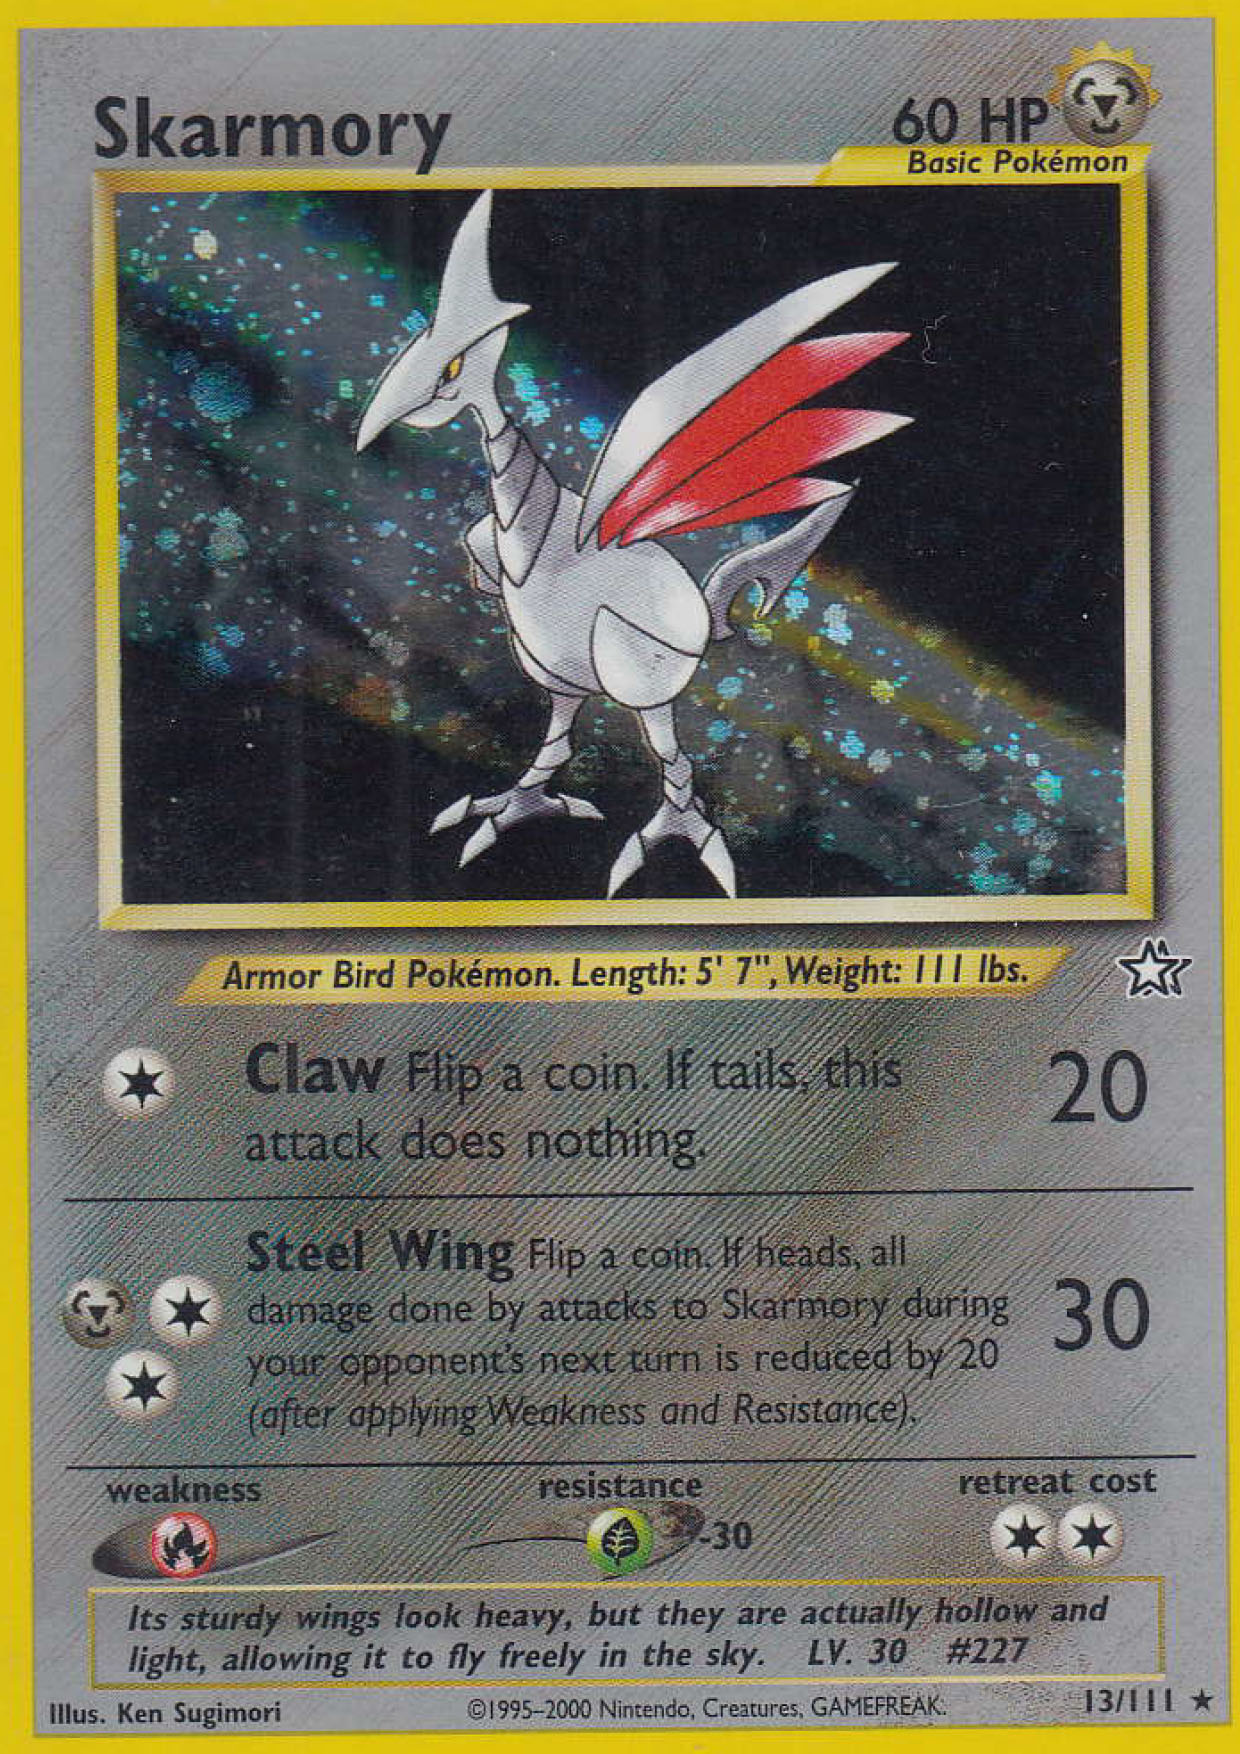 Skarmory
60 HP
Basic Pokémon
Armor Bird Pokémon. Length: 5' 7", Weight: 111 lbs.
Claw Flip a coin. If tails, this
attack does nothing.
20
Steel Wing Flip a coin. If heads, all
damage done by attacks to Skarmory during
your opponent's next turn is reduced by 20
(after applying Weakness and Resistance).
30
weakness
resistance
retreat cost
-30
Its sturdy wings look heavy, but they are actually hollow and
light, allowing it to fly freely in the sky. LV. 30 #227
Illus. Ken Sugimori
©1995–2000 Nintendo, Creatures, GAMEFREAK.
13/111 ★